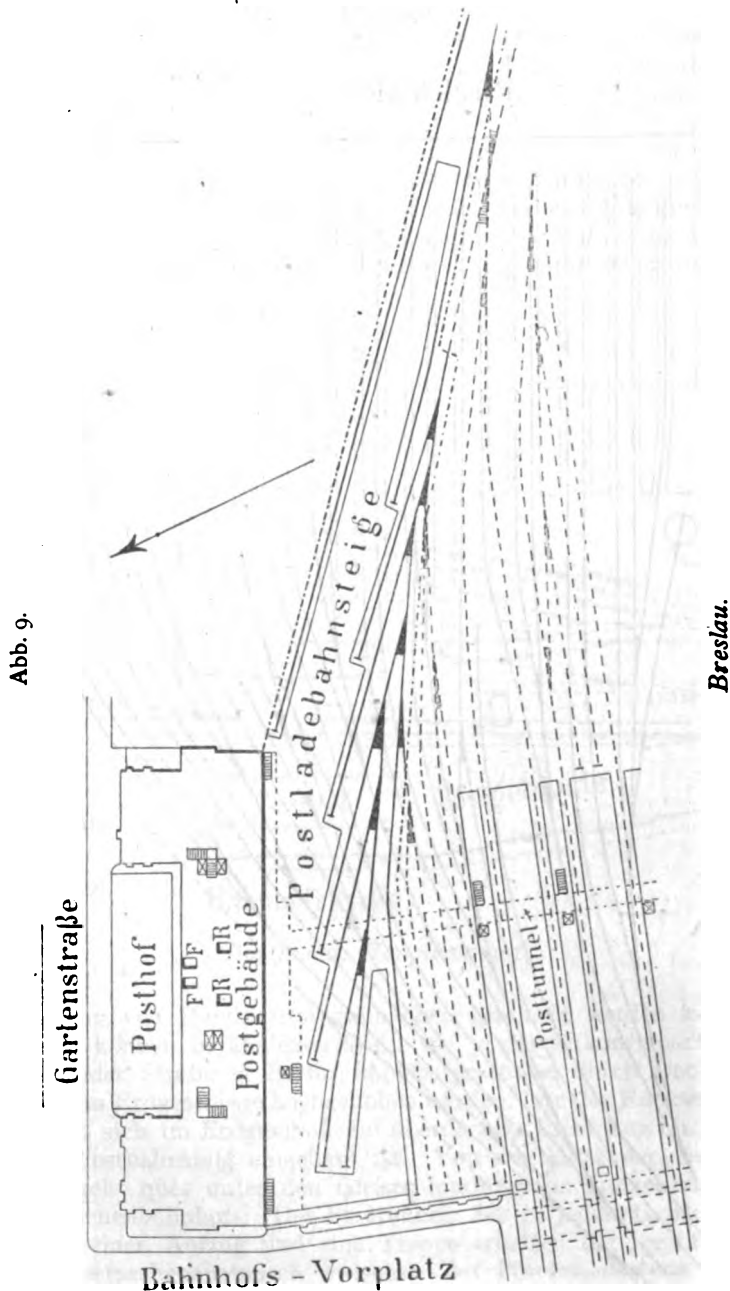 Abb. 9.
Gartenstraße
Posthof
F F
R R
Postgebäude
Postladebahnsteige
Posttunnel
Bahnhofs - Vorplatz
Breslau.